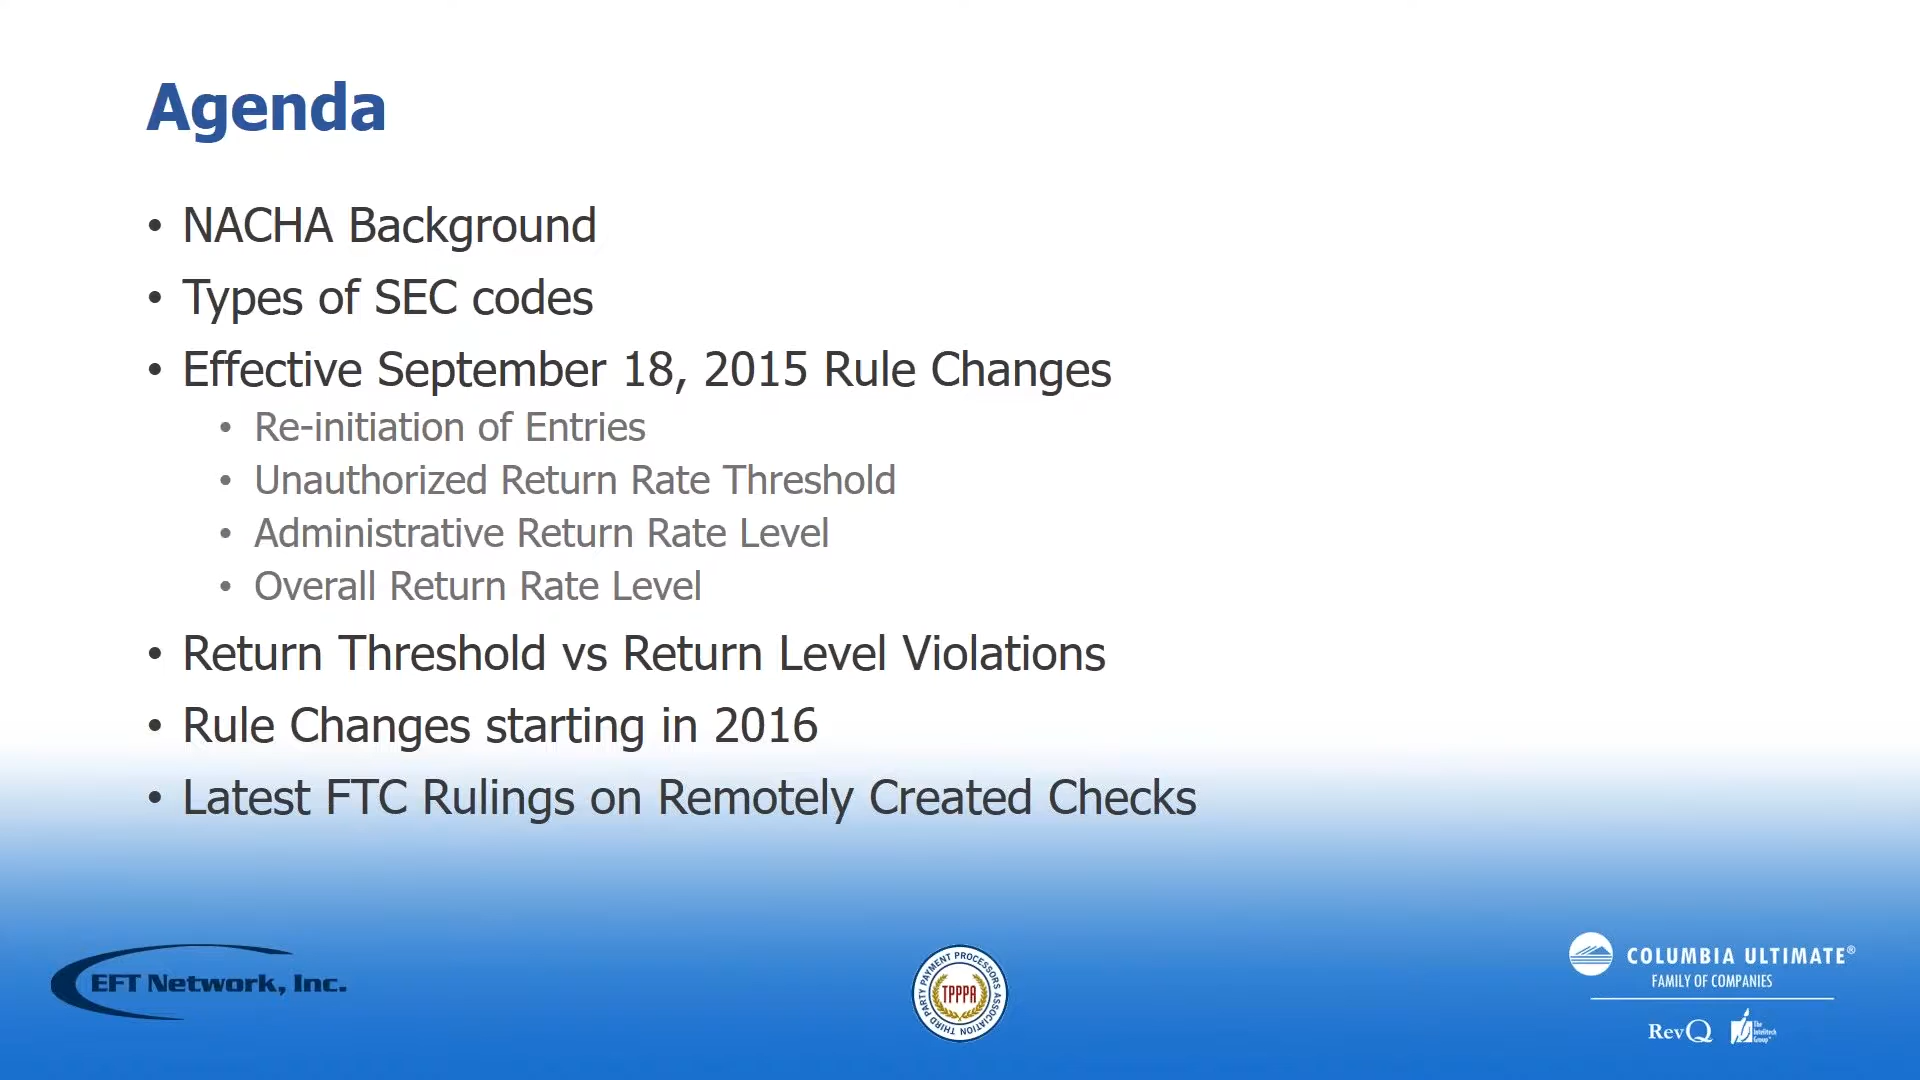 Agenda
• NACHA Background
• Types of SEC codes
• Effective September 18, 2015 Rule Changes
• Re-initiation of Entries
• Unauthorized Return Rate Threshold
• Administrative Return Rate Level
• Overall Return Rate Level
• Return Threshold vs Return Level Violations
• Rule Changes starting in 2016
• Latest FTC Rulings on Remotely Created Checks
EFT Network, Inc.
THIRD PARTY PAYMENT PROCESSORS ASSOCIATION
TPPPA
COLUMBIA ULTIMATE®
FAMILY OF COMPANIES
RevQ
The
Intelitech
Group